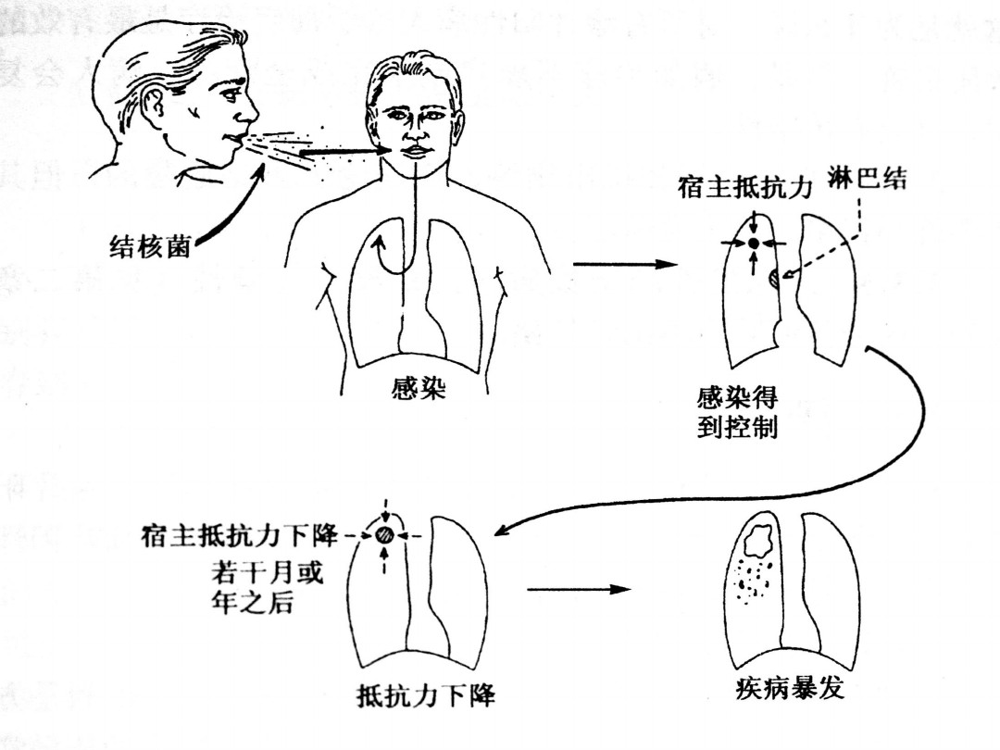 结核菌
感染
宿主抵抗力
淋巴结
感染得
到控制
宿主抵抗力下降
若干月或
年之后
抵抗力下降
疾病暴发